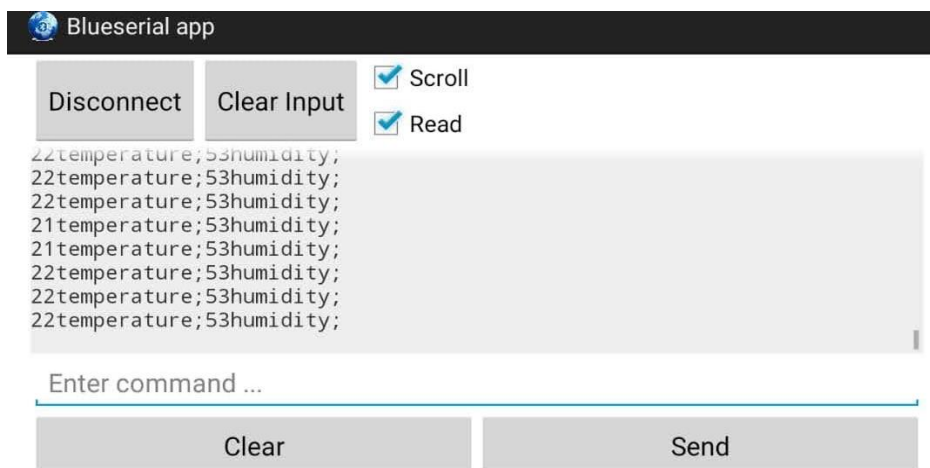 Blueserial app
Disconnect
Clear Input
Scroll
Read
22temperature;53humidity;
22temperature;53humidity;
22temperature;53humidity;
21temperature;53humidity;
21temperature;53humidity;
22temperature;53humidity;
22temperature;53humidity;
22temperature;53humidity;
Enter command ...
Clear
Send